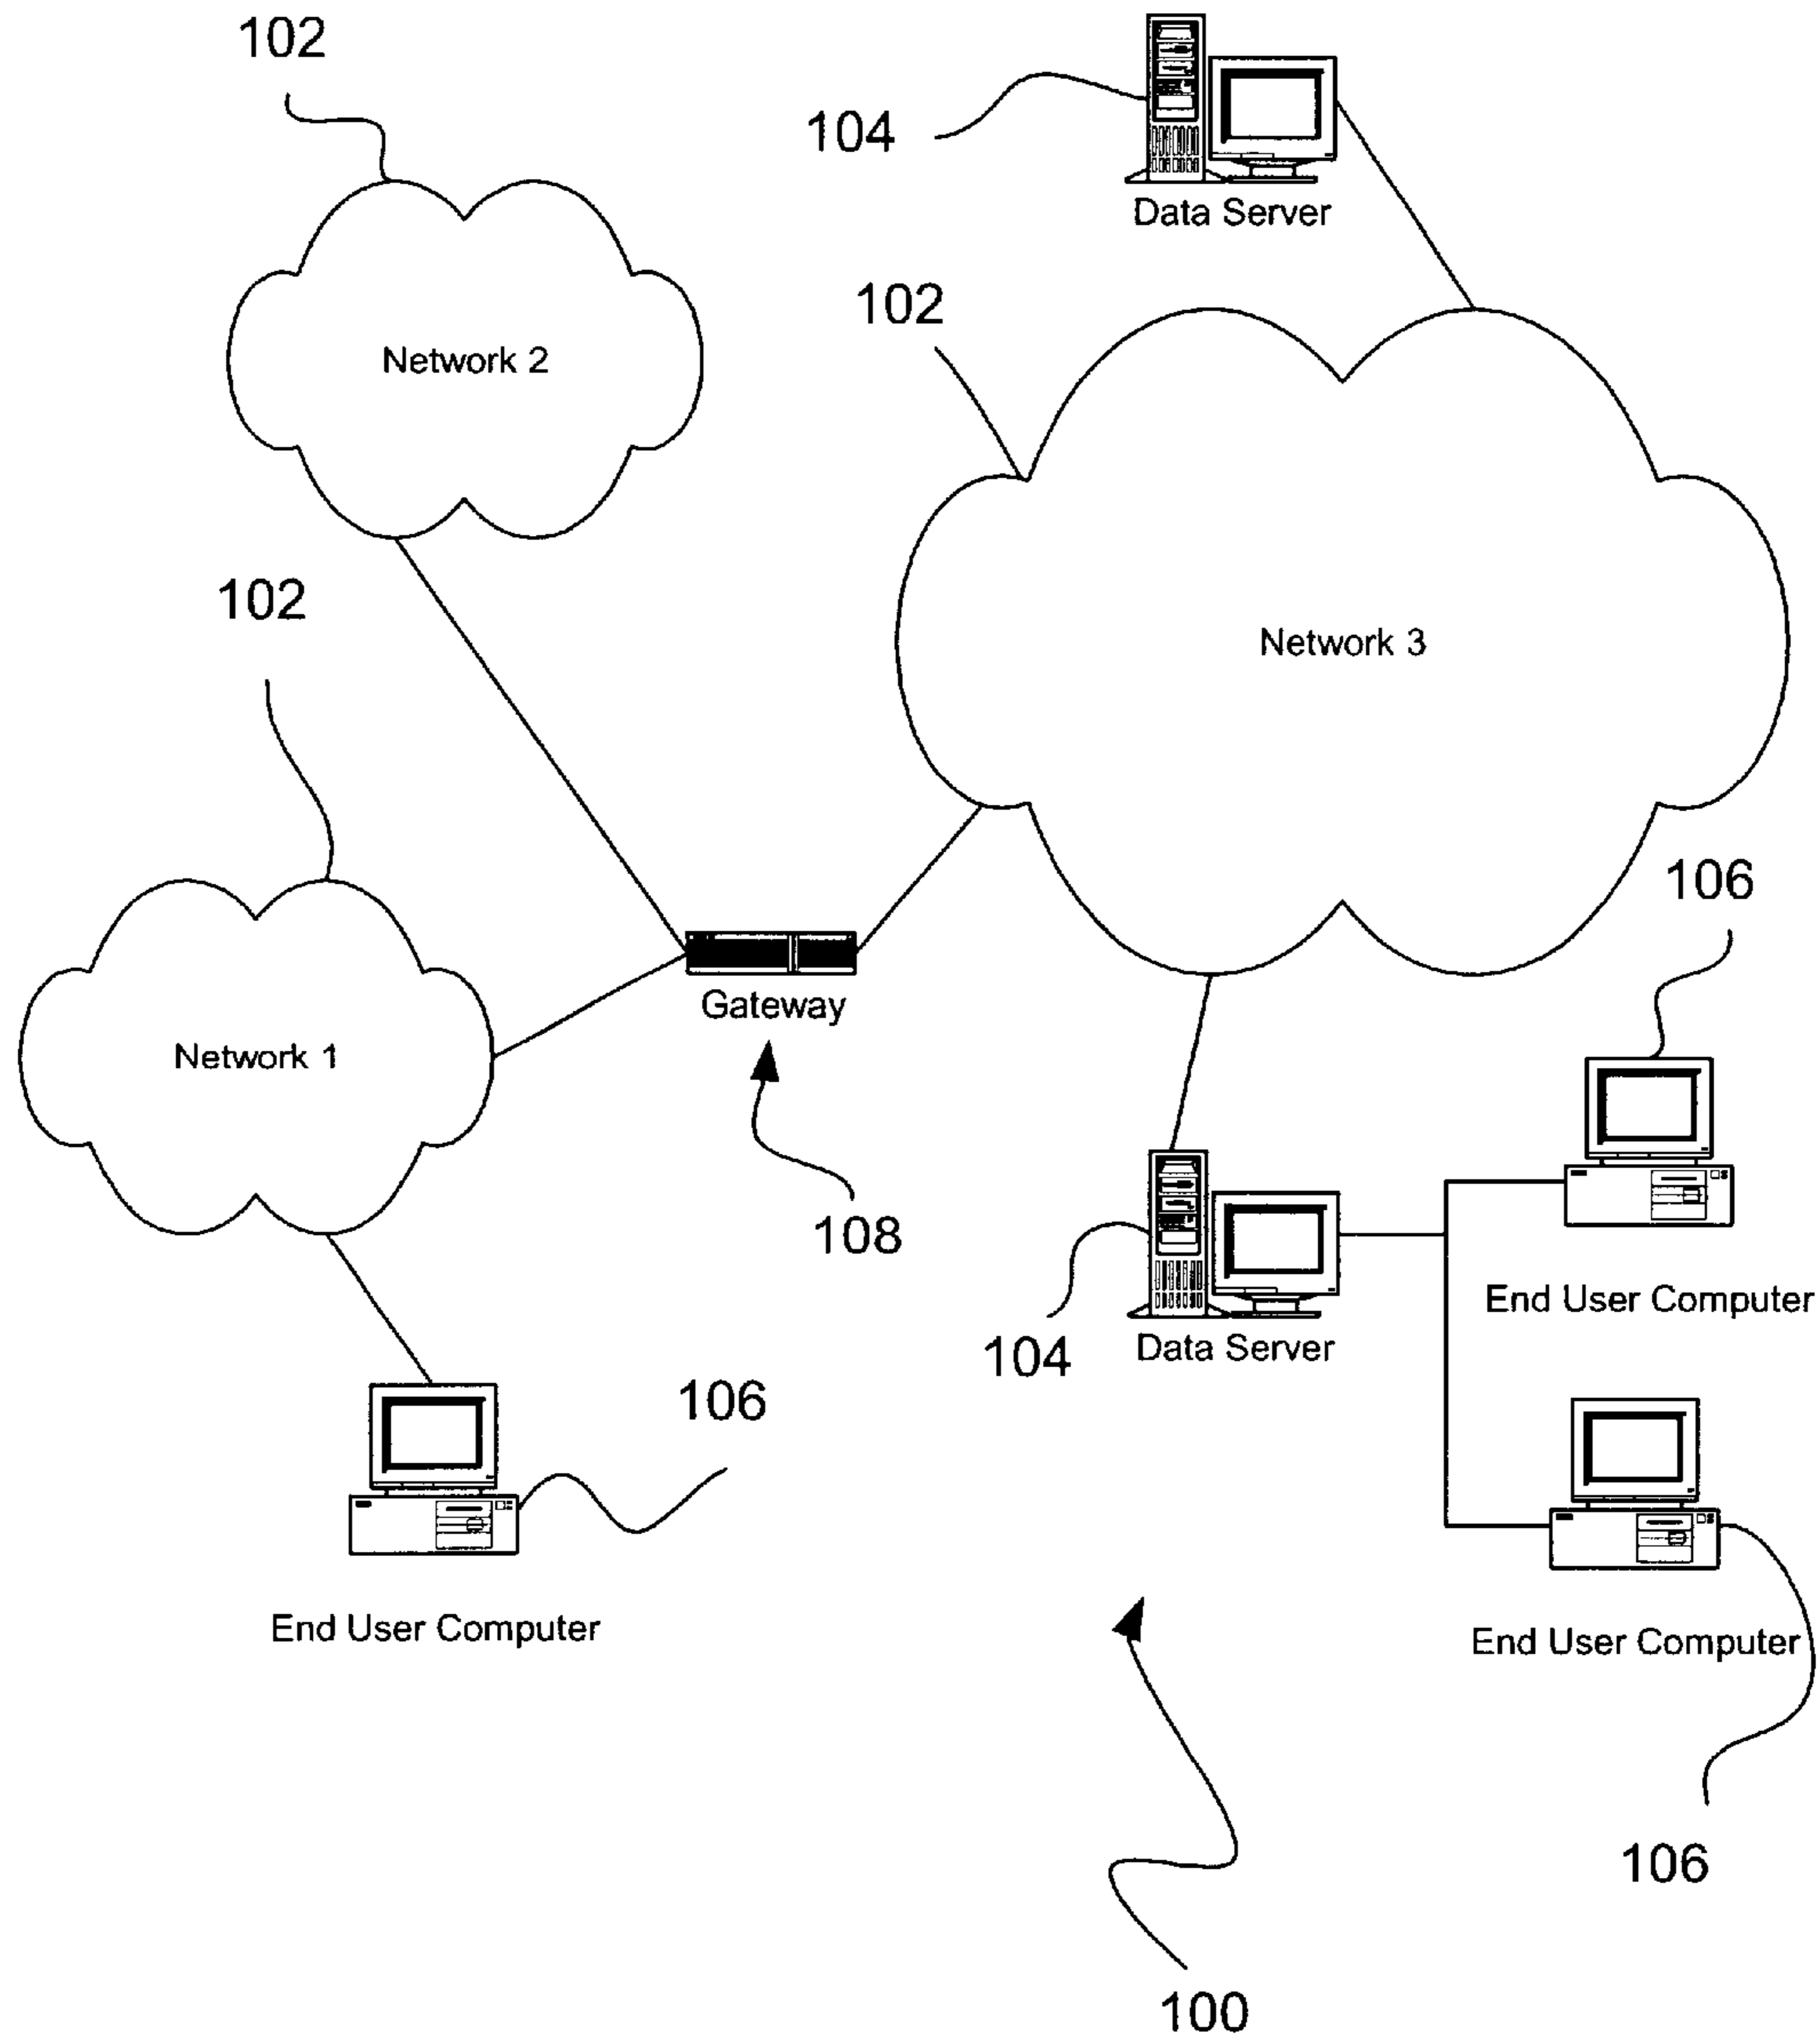 102
104
Data Server
102
Network 2
102
Network 3
106
Gateway
Network 1
108
End User Computer
104
Data Server
106
End User Computer
End User Computer
106
100